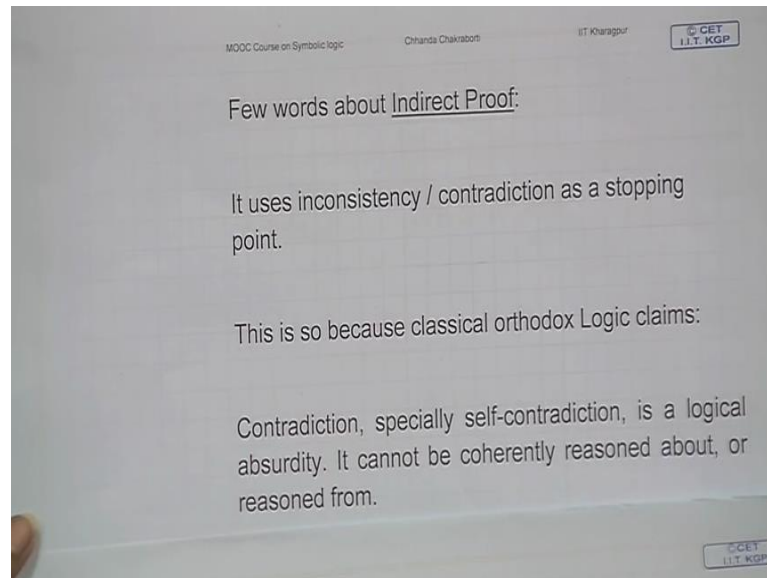 MOOC Course on Symbolic logic Chhanda Chakraborti IIT Kharagpur © CET
I.I.T. KGP
Few words about Indirect Proof:
It uses inconsistency / contradiction as a stopping
point.
This is so because classical orthodox Logic claims:
Contradiction, specially self-contradiction, is a logical
absurdity. It cannot be coherently reasoned about, or
reasoned from.
© CET
I.I.T. KGP